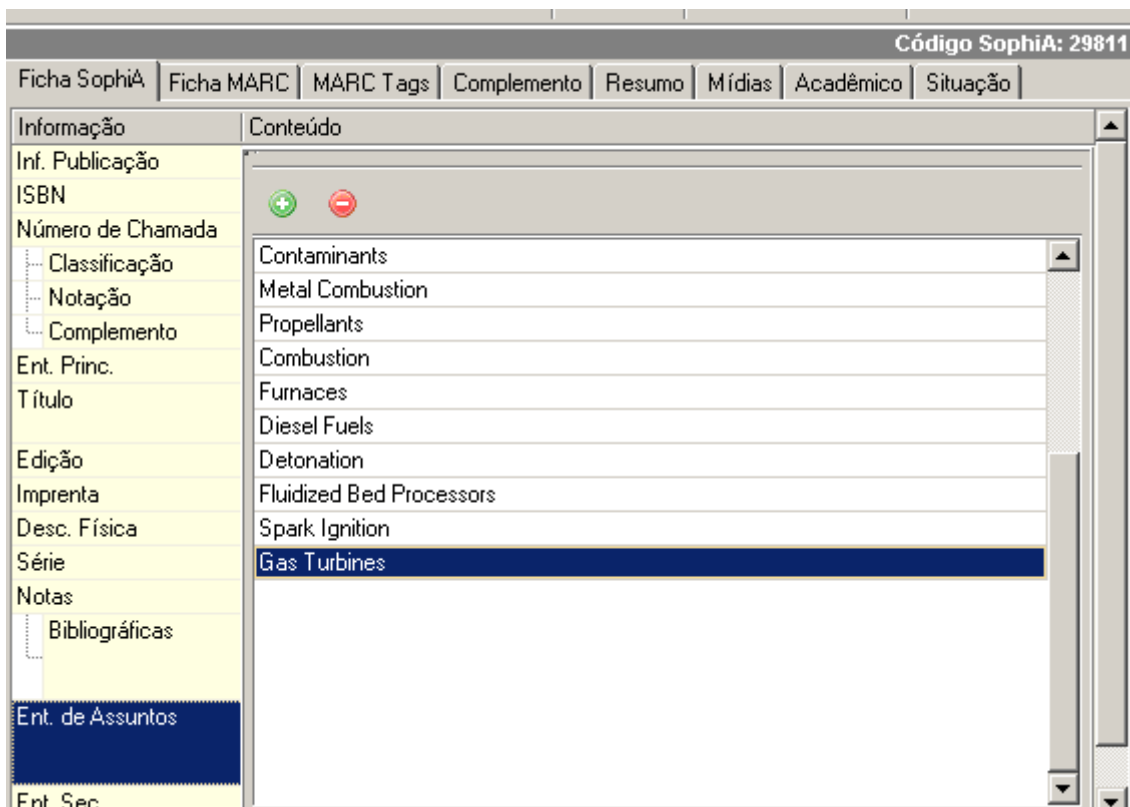 Código SophiA: 29811
Ficha SophiA Ficha MARC MARC Tags Complemento Resumo Mídias Acadêmico Situação
Informação Conteúdo
Inf. Publicação
ISBN
Número de Chamada
Classificação
Notação
Complemento
Ent. Princ.
Título
Edição
Imprenta
Desc. Física
Série
Notas
Bibliográficas
Ent. de Assuntos
Ent. Sec.
Contaminants
Metal Combustion
Propellants
Combustion
Furnaces
Diesel Fuels
Detonation
Fluidized Bed Processors
Spark Ignition
Gas Turbines